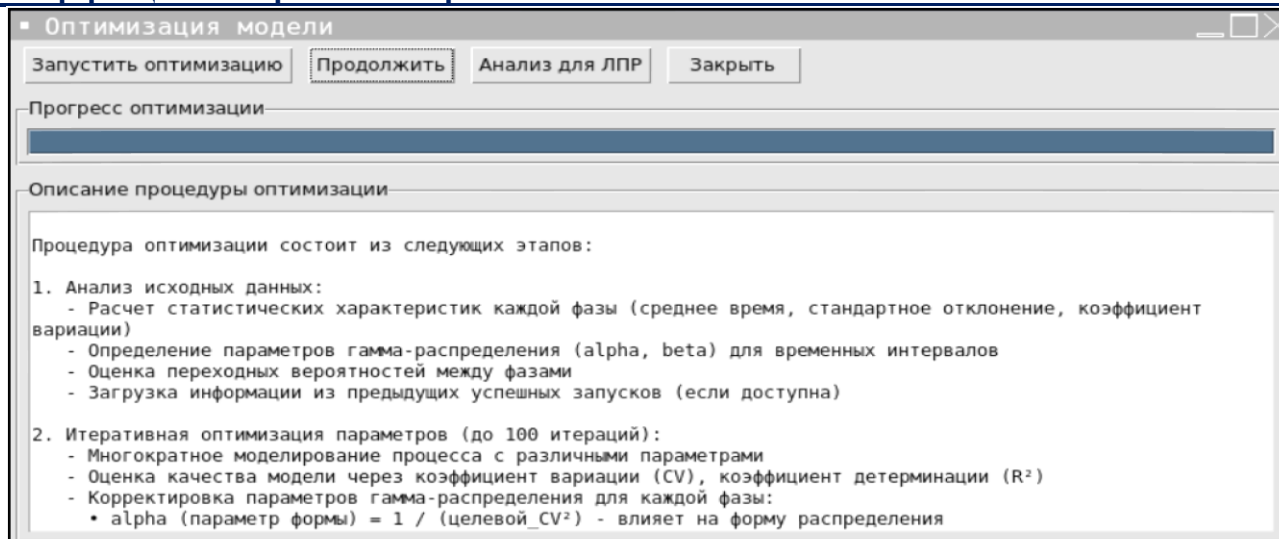 Оптимизация модели
Запустить оптимизацию Продолжить Анализ для ЛПР Закрыть
Прогресс оптимизации
Описание процедуры оптимизации
Процедура оптимизации состоит из следующих этапов:
1. Анализ исходных данных:
- Расчет статистических характеристик каждой фазы (среднее время, стандартное отклонение, коэффициент
вариации)
- Определение параметров гамма-распределения (alpha, beta) для временных интервалов
- Оценка переходных вероятностей между фазами
- Загрузка информации из предыдущих успешных запусков (если доступна)
2. Итеративная оптимизация параметров (до 100 итераций):
- Многократное моделирование процесса с различными параметрами
- Оценка качества модели через коэффициент вариации (CV), коэффициент детерминации (R²)
- Корректировка параметров гамма-распределения для каждой фазы:
• alpha (параметр формы) = 1 / (целевой_CV²) - влияет на форму распределения